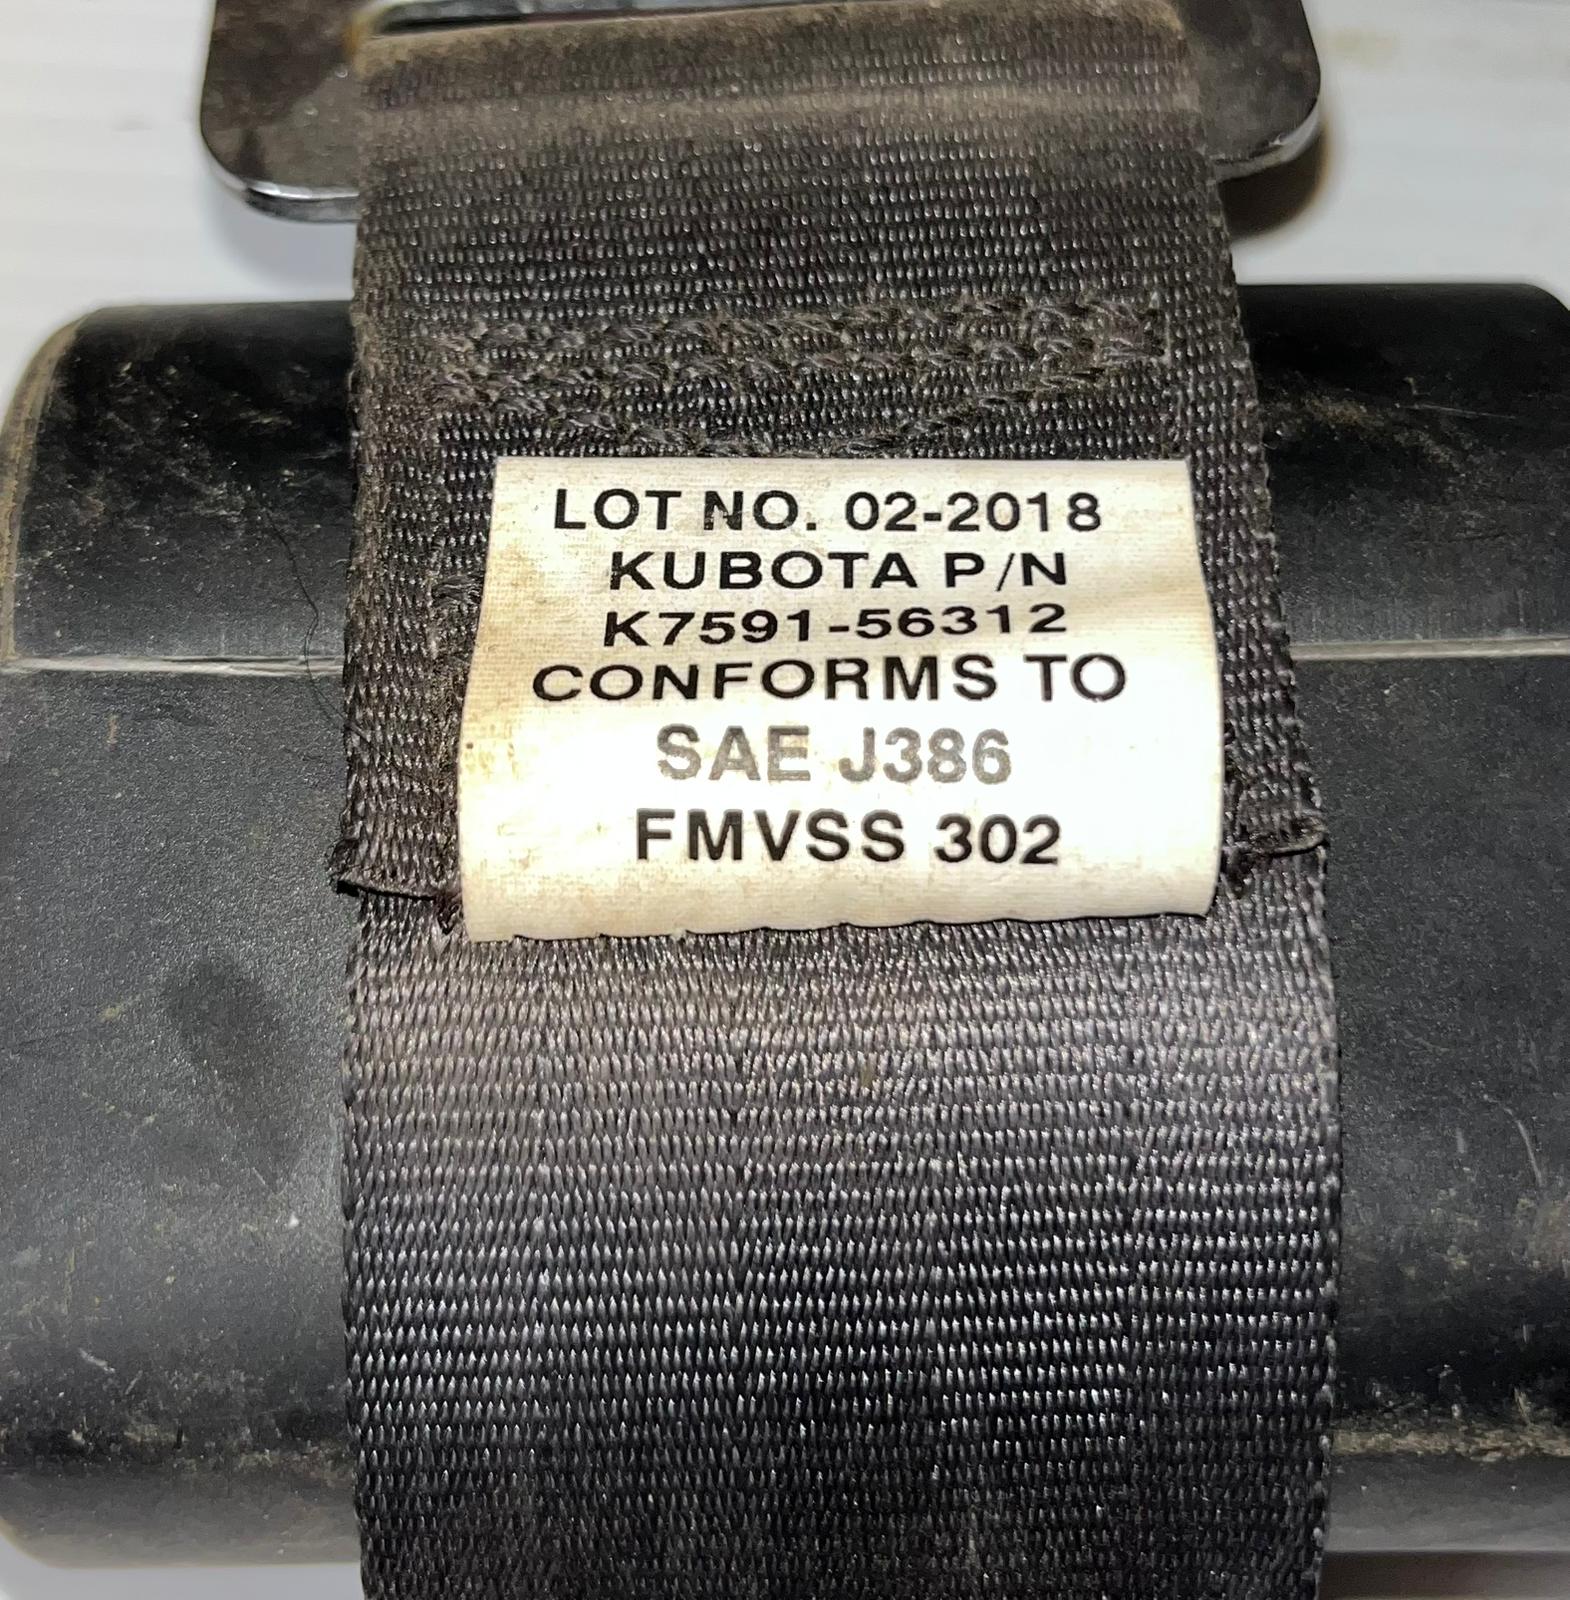 LOT NO. 02-2018
KUBOTA P/N
K7591-56312
CONFORMS TO
SAE J386
FMVSS 302